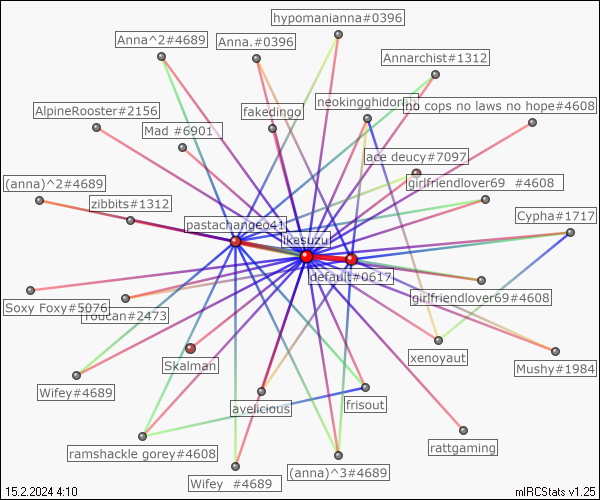 hypomanianna#0396
Anna^2#4689
Anna.#0396
Annarchist#1312
neokingghidorah
no cops no laws no hope#4608
AlpineRooster#2156
fakedingo
Mad #6901
ace deucy#7097
(anna)^2#4689
girlfriendlover69 #4608
zibbits#1312
Cypha#1717
pastachange041
ikasuzu
default#0617
girlfriendlover69#4608
Soxy Foxy#5076
Toucan#2473
xenoyaut
Skalman
Mushy#1984
Wifey#4689
avelicious
frisout
ramshackle gorey#4608
rattgaming
(anna)^3#4689
Wifey #4689
15.2.2024 4:10
mIRCStats v1.25